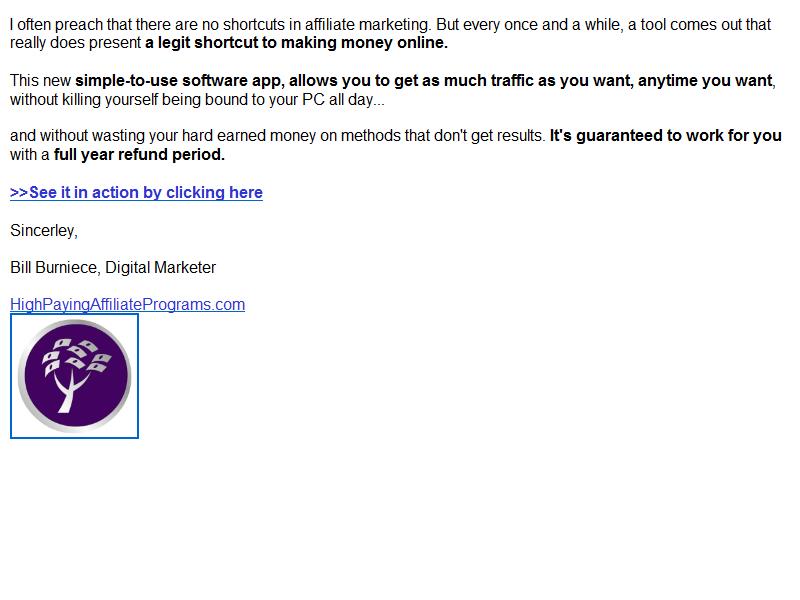 I often preach that there are no shortcuts in affiliate marketing. But every once and a while, a tool comes out that
really does present a legit shortcut to making money online.
This new simple-to-use software app, allows you to get as much traffic as you want, anytime you want,
without killing yourself being bound to your PC all day...
and without wasting your hard earned money on methods that don't get results. It's guaranteed to work for you
with a full year refund period.
>>See it in action by clicking here
Sincerley,
Bill Burniece, Digital Marketer
HighPayingAffiliatePrograms.com